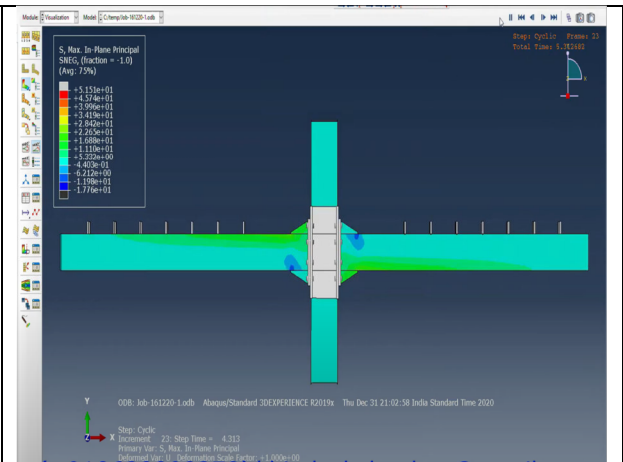 Module: Visualization Model: C:/temp/Job-161220-1.odb
Step: Cyclic Frame: 23
Total Time: 5.312682
S, Max. In-Plane Principal
SNEG, (fraction = -1.0)
(Avg: 75%)
+5.151e+01
+4.574e+01
+3.996e+01
+3.419e+01
+2.842e+01
+2.265e+01
+1.688e+01
+1.110e+01
+5.332e+00
-4.403e-01
-6.212e+00
-1.198e+01
-1.776e+01
Y
Z
X
ODB: Job-161220-1.odb Abaqus/Standard 3DEXPERIENCE R2019x Thu Dec 31 21:02:58 India Standard Time 2020
Step: Cyclic
Increment 23: Step Time = 4.313
Primary Var: S, Max. In-Plane Principal
Deformed Var: U Deformation Scale Factor: +1.000e+00